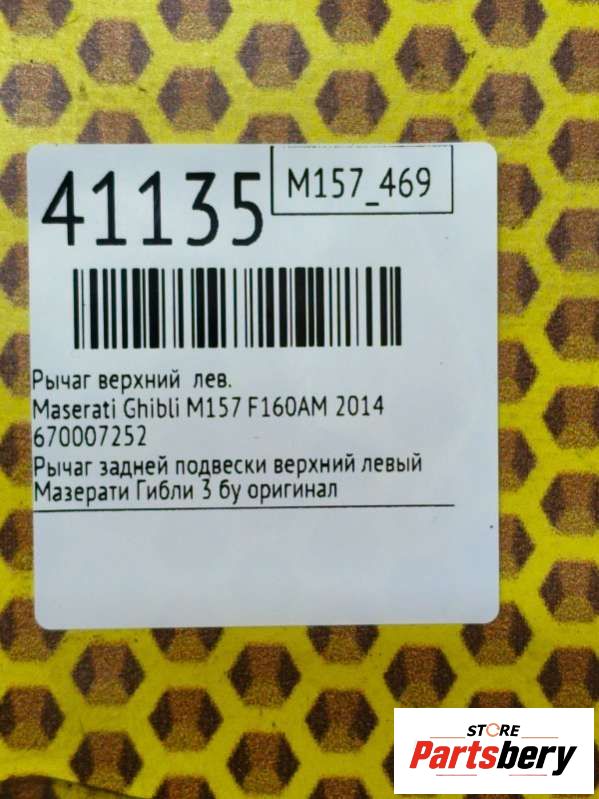 41135
M157_469
Рычаг верхний лев.
Maserati Ghibli M157 F160AM 2014
670007252
Рычаг задней подвески верхний левый
Мазерати Гибли 3 бу оригинал
STORE
Partsbery